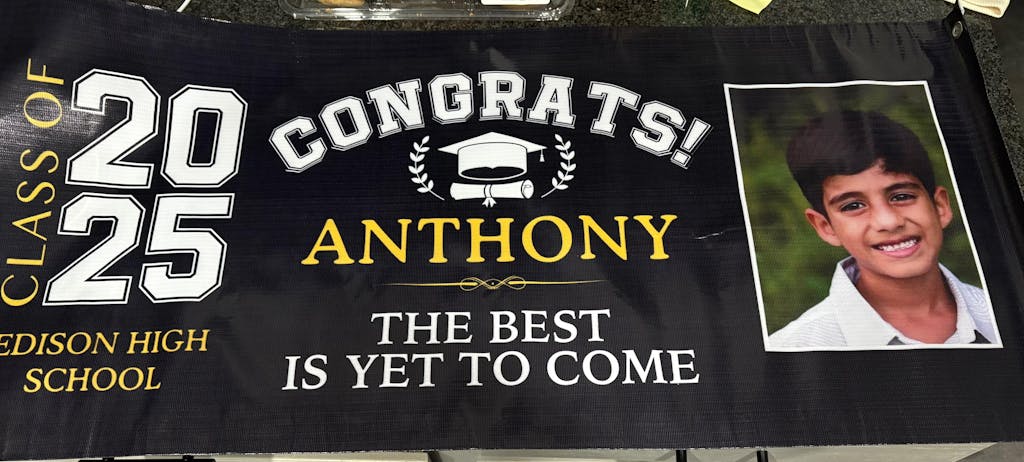 CLASS OF
20
25
EDISON HIGH
SCHOOL
CONGRATS!
ANTHONY
THE BEST
IS YET TO COME